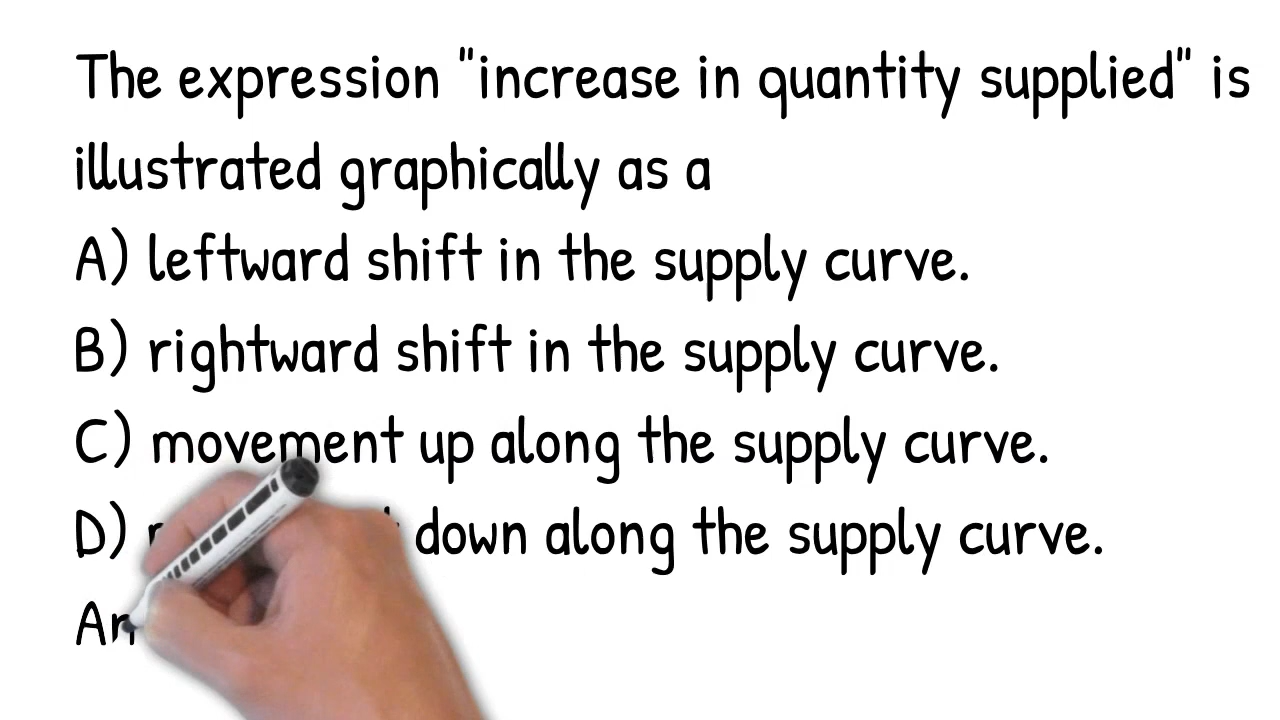 The expression "increase in quantity supplied" is
illustrated graphically as a
A) leftward shift in the supply curve.
B) rightward shift in the supply curve.
C) movement up along the supply curve.
D) down along the supply curve.
An